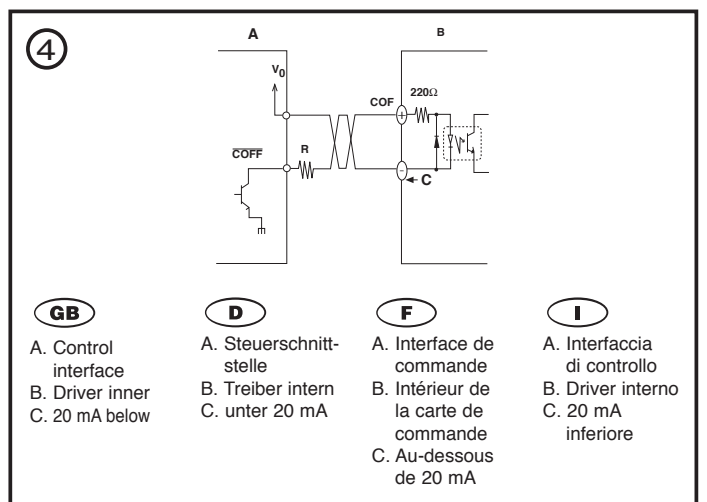 4
A
B
V0
COF
220Ω
+
COFF
R
-
C
GB
A. Control
interface
B. Driver inner
C. 20 mA below
D
A. Steuerschnitt-
stelle
B. Treiber intern
C. unter 20 mA
F
A. Interface de
commande
B. Intérieur de
la carte de
commande
C. Au-dessous
de 20 mA
I
A. Interfaccia
di controllo
B. Driver interno
C. 20 mA
inferiore